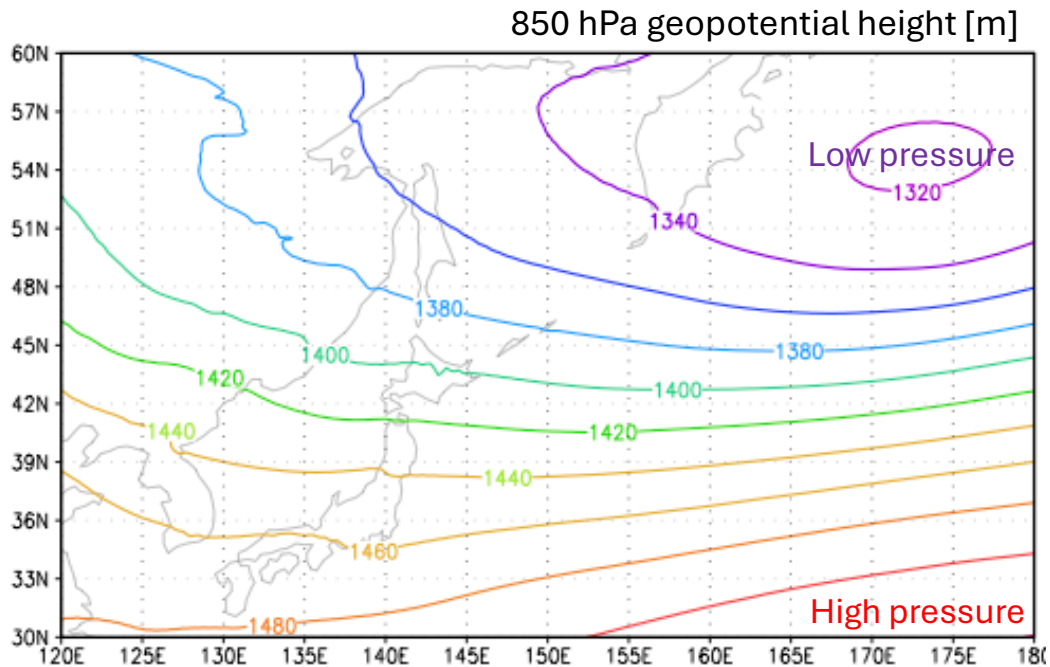 850 hPa geopotential height [m]
60N
57N
54N
51N
48N
45N
42N
39N
36N
33N
30N
Low pressure
1320
1340
1380
1380
1400
1400
1420
1420
1440
1440
1460
1480
High pressure
120E 125E 130E 135E 140E 145E 150E 155E 160E 165E 170E 175E 180